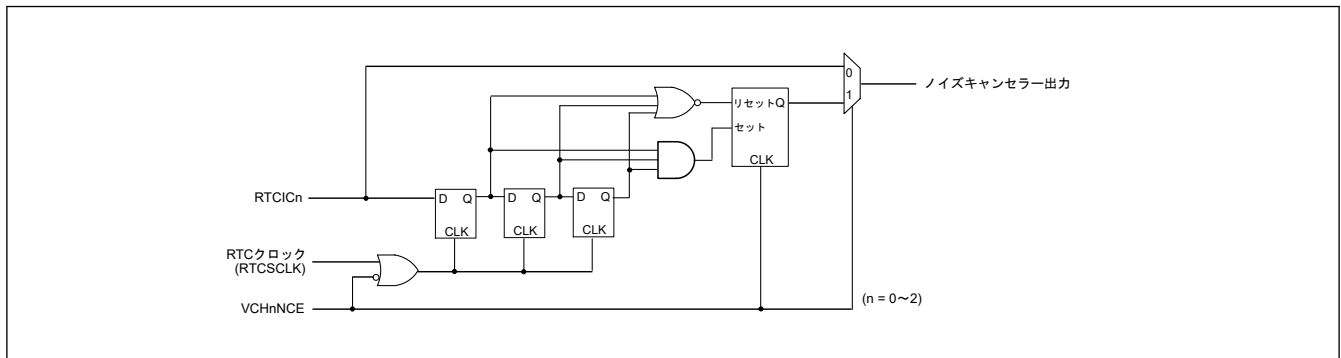 0
ノイズキャンセラー出力
1
リセット Q
セット
CLK
RTCICn
D Q
CLK
D Q
CLK
D Q
CLK
RTCクロック
(RTCSCLK)
VCHnNCE
(n = 0～2)